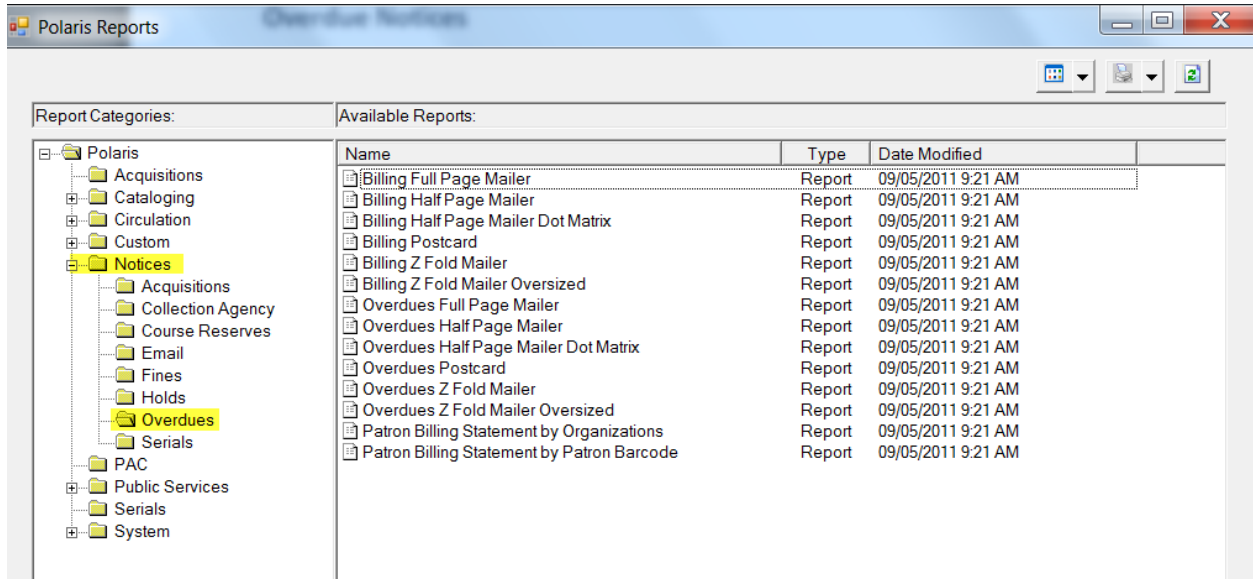 Overdue Notices
Polaris Reports
Report Categories:
Available Reports:
Polaris
Acquisitions
Cataloging
Circulation
Custom
Notices
Acquisitions
Collection Agency
Course Reserves
Email
Fines
Holds
Overdues
Serials
PAC
Public Services
Serials
System
Name Type Date Modified
Billing Full Page Mailer Report 09/05/2011 9:21 AM
Billing Half Page Mailer Report 09/05/2011 9:21 AM
Billing Half Page Mailer Dot Matrix Report 09/05/2011 9:21 AM
Billing Postcard Report 09/05/2011 9:21 AM
Billing Z Fold Mailer Report 09/05/2011 9:21 AM
Billing Z Fold Mailer Oversized Report 09/05/2011 9:21 AM
Overdues Full Page Mailer Report 09/05/2011 9:21 AM
Overdues Half Page Mailer Report 09/05/2011 9:21 AM
Overdues Half Page Mailer Dot Matrix Report 09/05/2011 9:21 AM
Overdues Postcard Report 09/05/2011 9:21 AM
Overdues Z Fold Mailer Report 09/05/2011 9:21 AM
Overdues Z Fold Mailer Oversized Report 09/05/2011 9:21 AM
Patron Billing Statement by Organizations Report 09/05/2011 9:21 AM
Patron Billing Statement by Patron Barcode Report 09/05/2011 9:21 AM